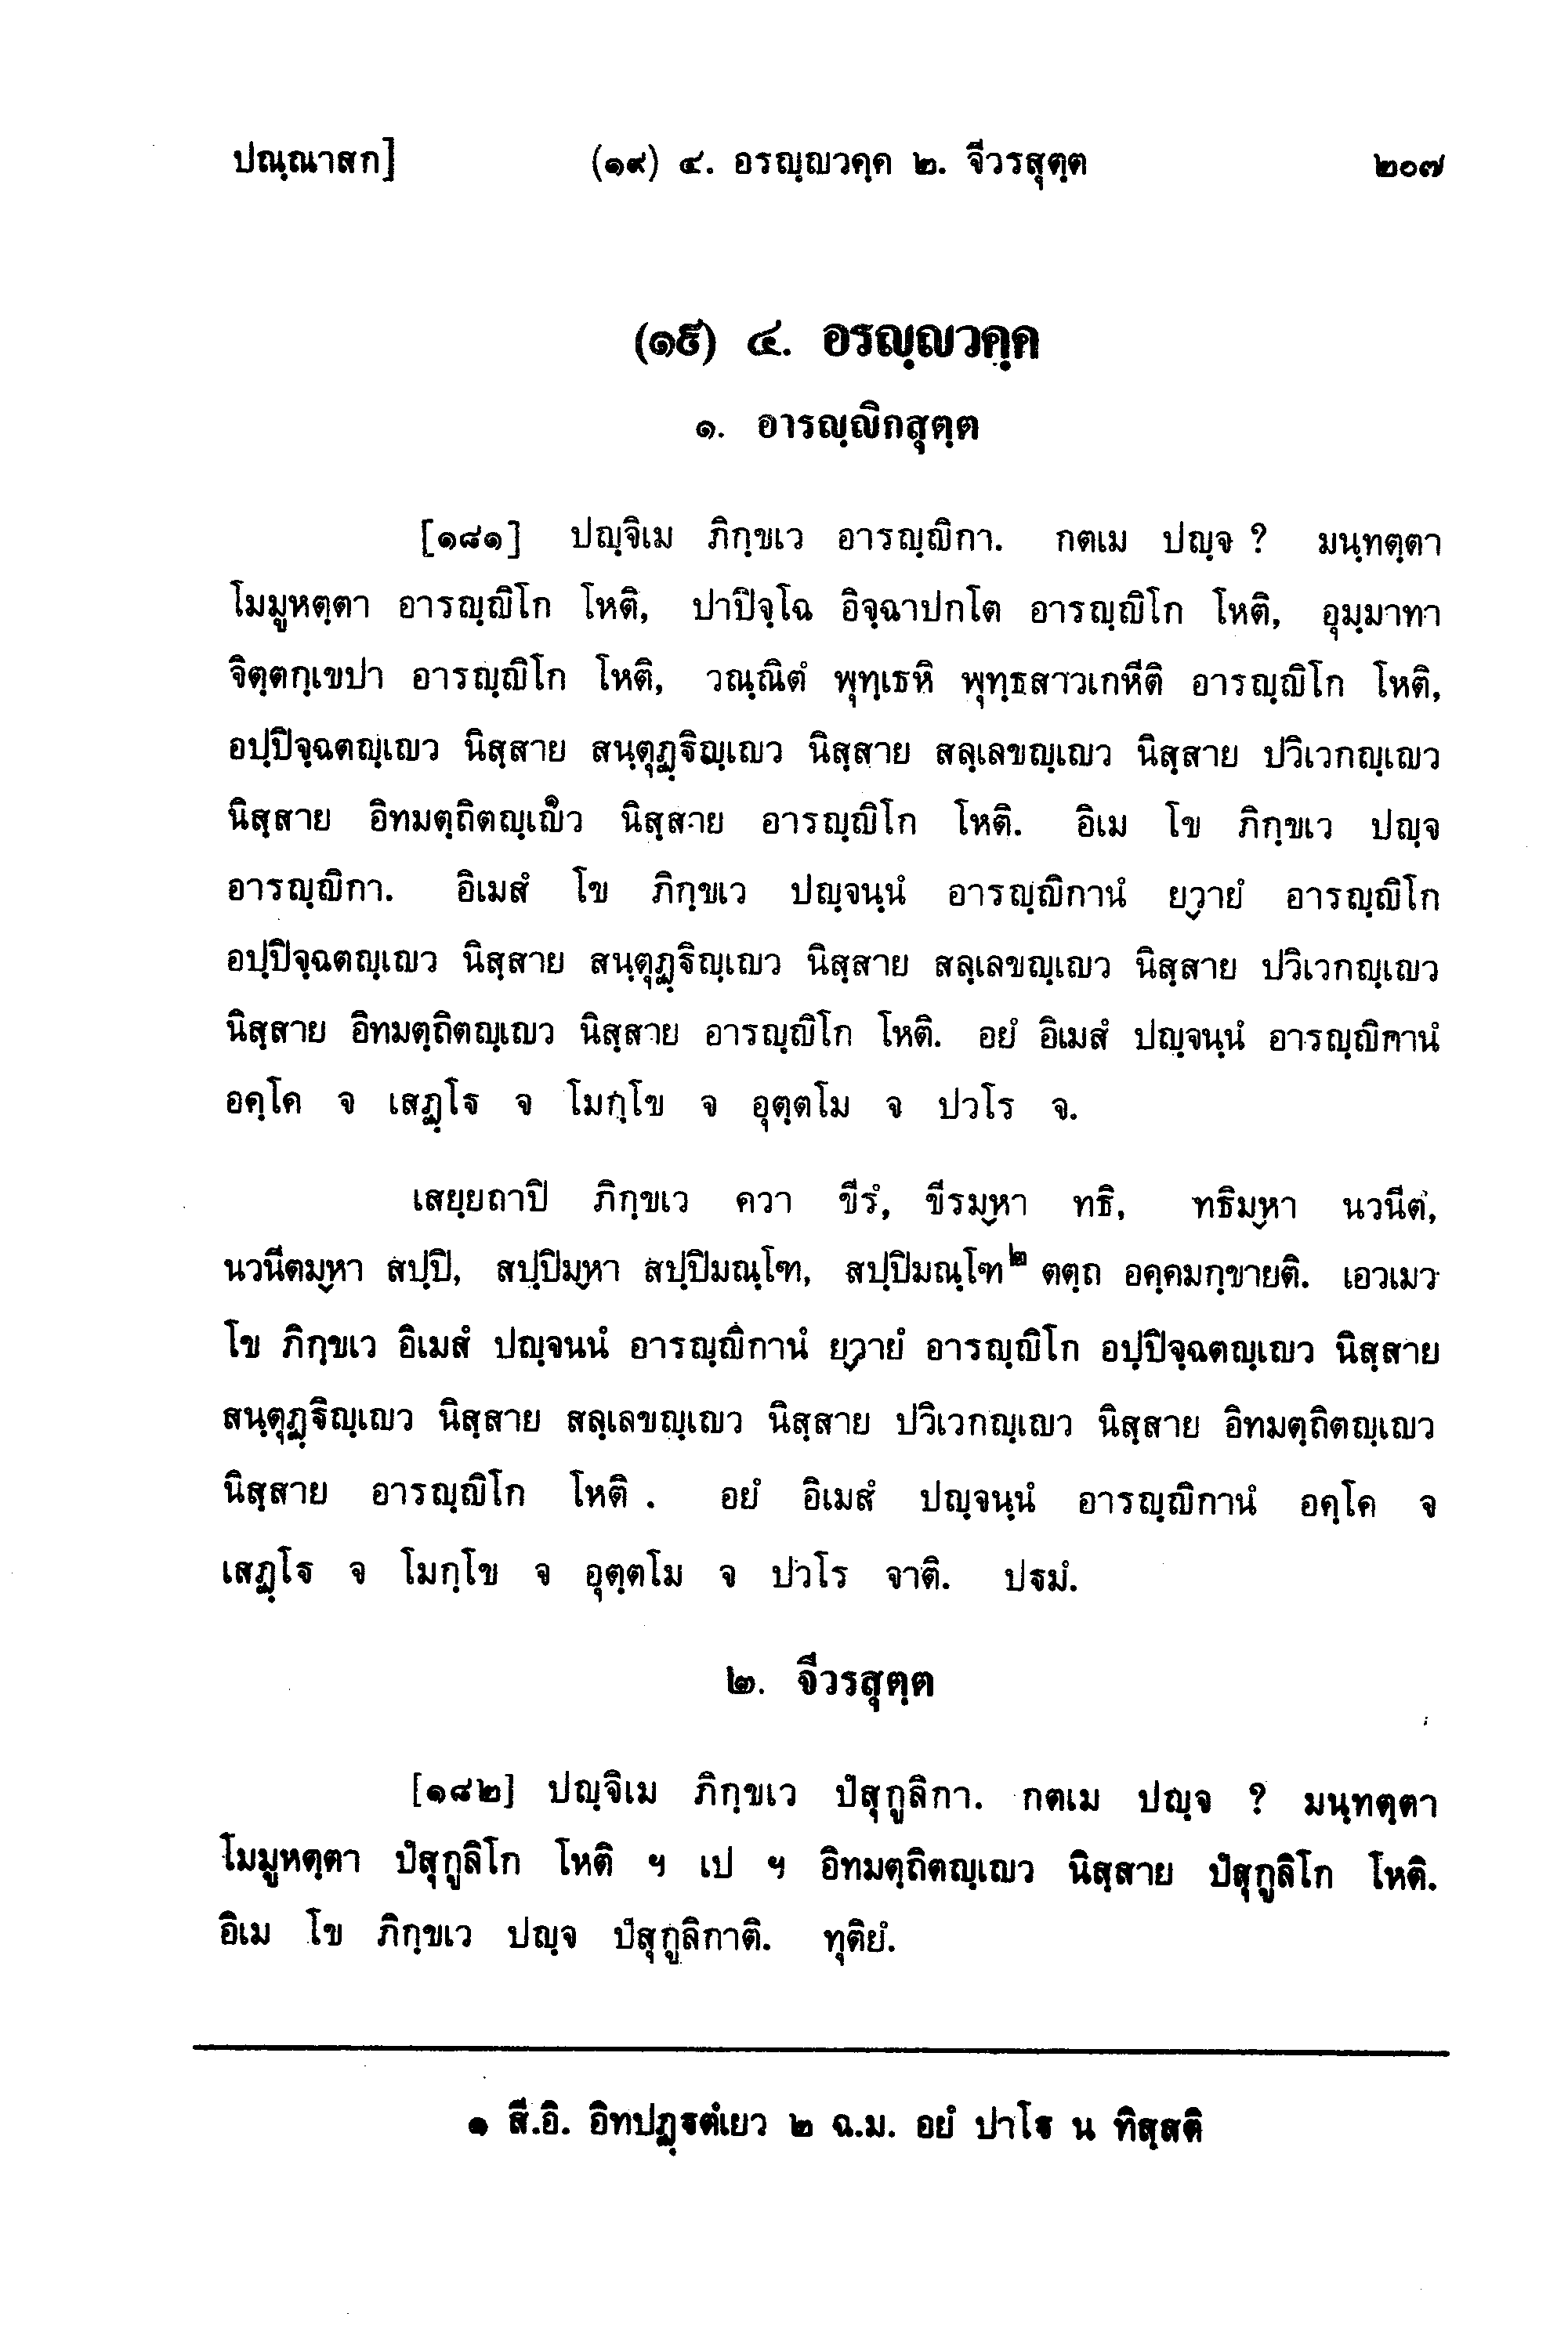 ปณฺณาสก] (๑๙) ๔. อรญฺญวคฺค ๒. จีวรสุตฺต ๒๐๗
(๑๙) ๔. อรญฺญวคฺค
๑. อารญฺญิกสุตฺต
[๑๘๑] ปญฺจิเม ภิกฺขเว อารญฺญิกา. กตเม ปญฺจ ? มนฺทตฺตา
โมมูหตฺตา อารญฺญิโก โหติ, ปาปิจฺโฉ อิจฺฉาปกโต อารญฺญิโก โหติ, อุมฺมาทา
จิตฺตกฺเขปา อารญฺญิโก โหติ, วณฺณิตํ พุทฺเธหิ พุทฺธสาวเกหีติ อารญฺญิโก โหติ,
อปฺปิจฺฉตญฺเญว นิสฺสาย สนฺตุฏฺฐิญฺเญว นิสฺสาย สลฺเลขญฺเญว นิสฺสาย ปวิเวกญฺเญว
นิสฺสาย อิทมตฺถิตญฺเญ๑ว นิสฺสาย อารญฺญิโก โหติ. อิเม โข ภิกฺขเว ปญฺจ
อารญฺญิกา. อิเมสํ โข ภิกฺขเว ปญฺจนฺนํ อารญฺญิกานํ ยฺวายํ อารญฺญิโก
อปฺปิจฺฉตญฺเญว นิสฺสาย สนฺตุฏฺฐิญฺเญว นิสฺสาย สลฺเลขญฺเญว นิสฺสาย ปวิเวกญฺเญว
นิสฺสาย อิทมตฺถิตญฺเญว นิสฺสาย อารญฺญิโก โหติ. อยํ อิเมสํ ปญฺจนฺนํ อารญฺญิกานํ
อคฺโค จ เสฏฺโฐ จ โมกฺโข จ อุตฺตโม จ ปวโร จ.
เสยฺยถาปิ ภิกฺขเว ควา ขีรํ, ขีรมฺหา ทธิ, ทธิมฺหา นวนีตํ,
นวนีตมฺหา สปฺปิ, สปฺปิมฺหา สปฺปิมณฺโฑ, สปฺปิมณฺโฑ๒ ตตฺถ อคฺคมกฺขายติ. เอวเมว
โข ภิกฺขเว อิเมสํ ปญฺจนนํ อารญฺญิกานํ ยฺวายํ อารญฺญิโก อปฺปิจฺฉตญฺเญว นิสฺสาย
สนฺตุฏฺฐิญฺเญว นิสฺสาย สลฺเลขญฺเญว นิสฺสาย ปวิเวกญฺเญว นิสฺสาย อิทมตฺถิตญฺเญว
นิสฺสาย อารญฺญิโก โหติ. อยํ อิเมสํ ปญฺจนฺนํ อารญฺญิกานํ อคฺโค จ
เสฏฺโฐ จ โมกฺโข จ อุตฺตโม จ ปวโร จาติ. ปฐมํ.
๒. จีวรสุตฺต
[๑๘๒] ปญฺจิเม ภิกฺขเว ปํสุกูลิกา. กตเม ปญฺจ ? มนฺทตฺตา
โมมูหตฺตา ปํสุกูลิโก โหติ ฯ เป ฯ อิทมตฺถิตญฺเญว นิสฺสาย ปํสุกูลิโก โหติ.
อิเม โข ภิกฺขเว ปญฺจ ปํสุกูลิกาติ. ทุติยํ.
๑ สี.อิ. อิทปฏฺฐตํเยว ๒ ฉ.ม. อยํ ปาโฐ น ทิสฺสติ